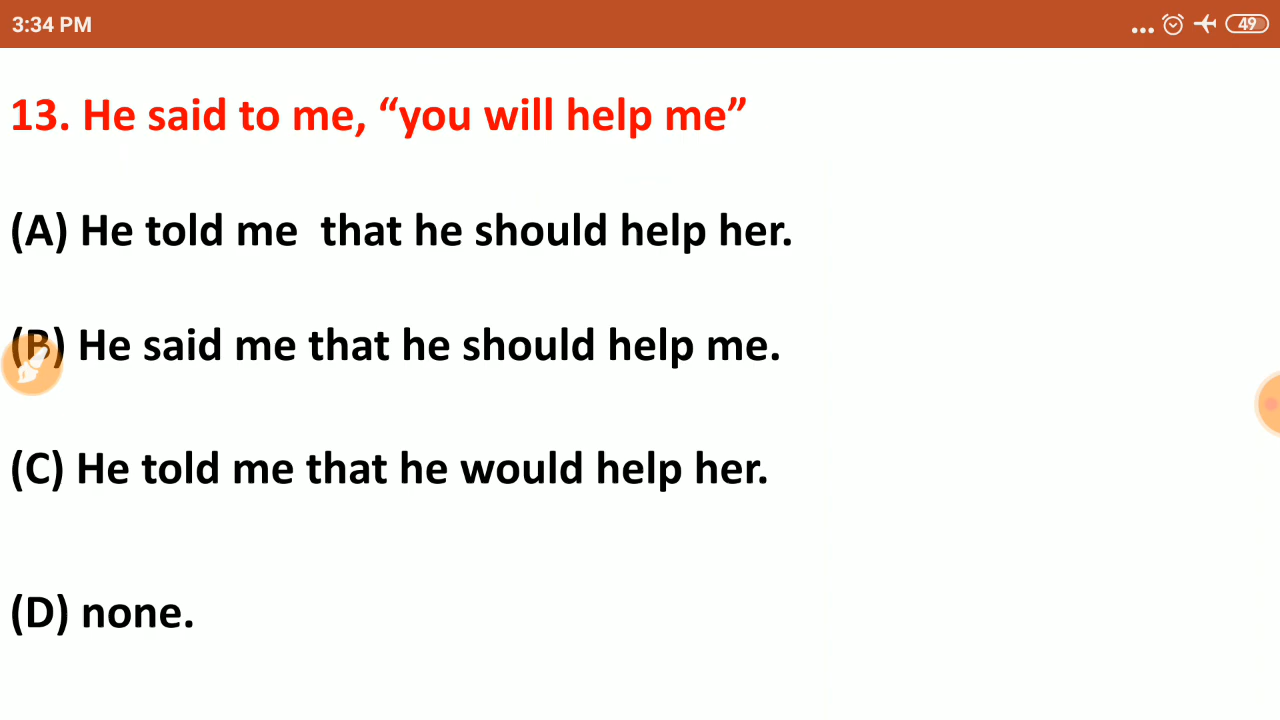 3:34 PM
49
13. He said to me, “you will help me”
(A) He told me  that he should help her.
(B) He said me that he should help me.
(C) He told me that he would help her.
(D) none.